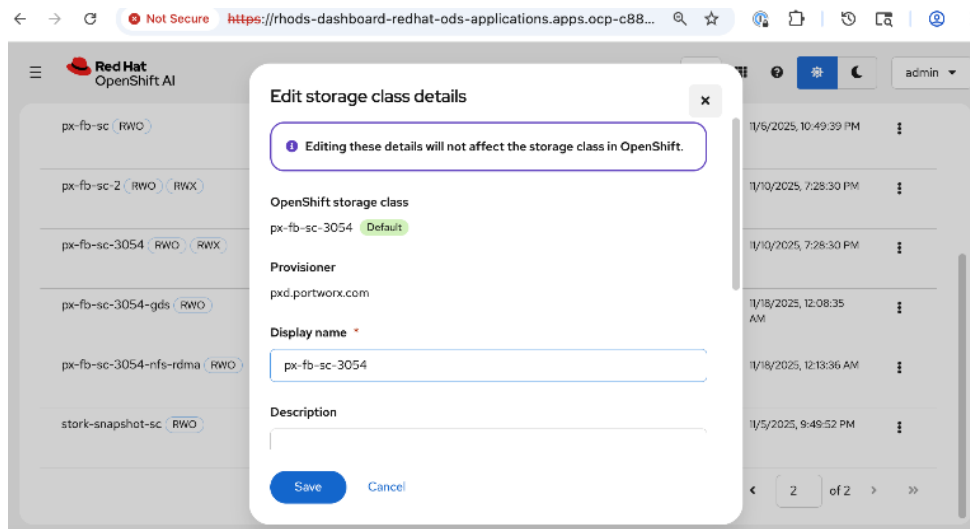 Not Secure https://rhods-dashboard-redhat-ods-applications.apps.ocp-c88...
Red Hat
OpenShift AI
admin
px-fb-sc RWO 11/6/2025, 10:49:39 PM
px-fb-sc-2 RWO RWX 11/10/2025, 7:28:30 PM
px-fb-sc-3054 RWO RWX 11/10/2025, 7:28:30 PM
px-fb-sc-3054-gds RWO 11/18/2025, 12:08:35
AM
px-fb-sc-3054-nfs-rdma RWO 11/18/2025, 12:13:36 AM
stork-snapshot-sc RWO 11/5/2025, 9:49:52 PM
2 of 2
Edit storage class details
Editing these details will not affect the storage class in OpenShift.
OpenShift storage class
px-fb-sc-3054 Default
Provisioner
pxd.portworx.com
Display name *
px-fb-sc-3054
Description
Save Cancel